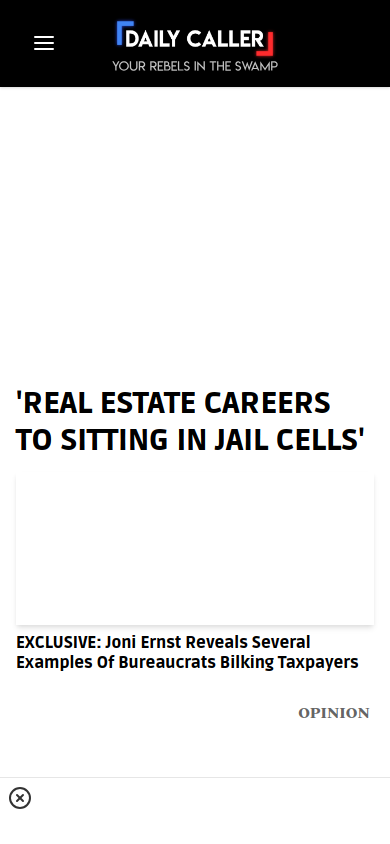 DAILY CALLER
YOUR REBELS IN THE SWAMP
'REAL ESTATE CAREERS
TO SITTING IN JAIL CELLS'
EXCLUSIVE: Joni Ernst Reveals Several
Examples Of Bureaucrats Bilking Taxpayers
OPINION